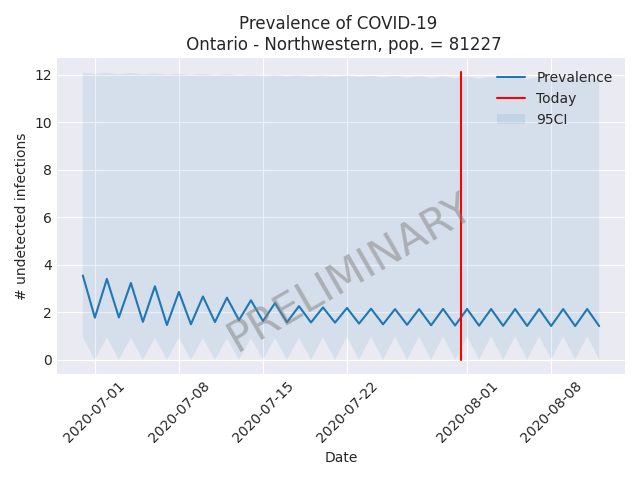 Prevalence of COVID-19
Ontario - Northwestern, pop. = 81227
12
10
8
6
4
2
0
# undetected infections
Prevalence
Today
95CI
PRELIMINARY
2020-07-01
2020-07-08
2020-07-15
2020-07-22
2020-08-01
2020-08-08
Date